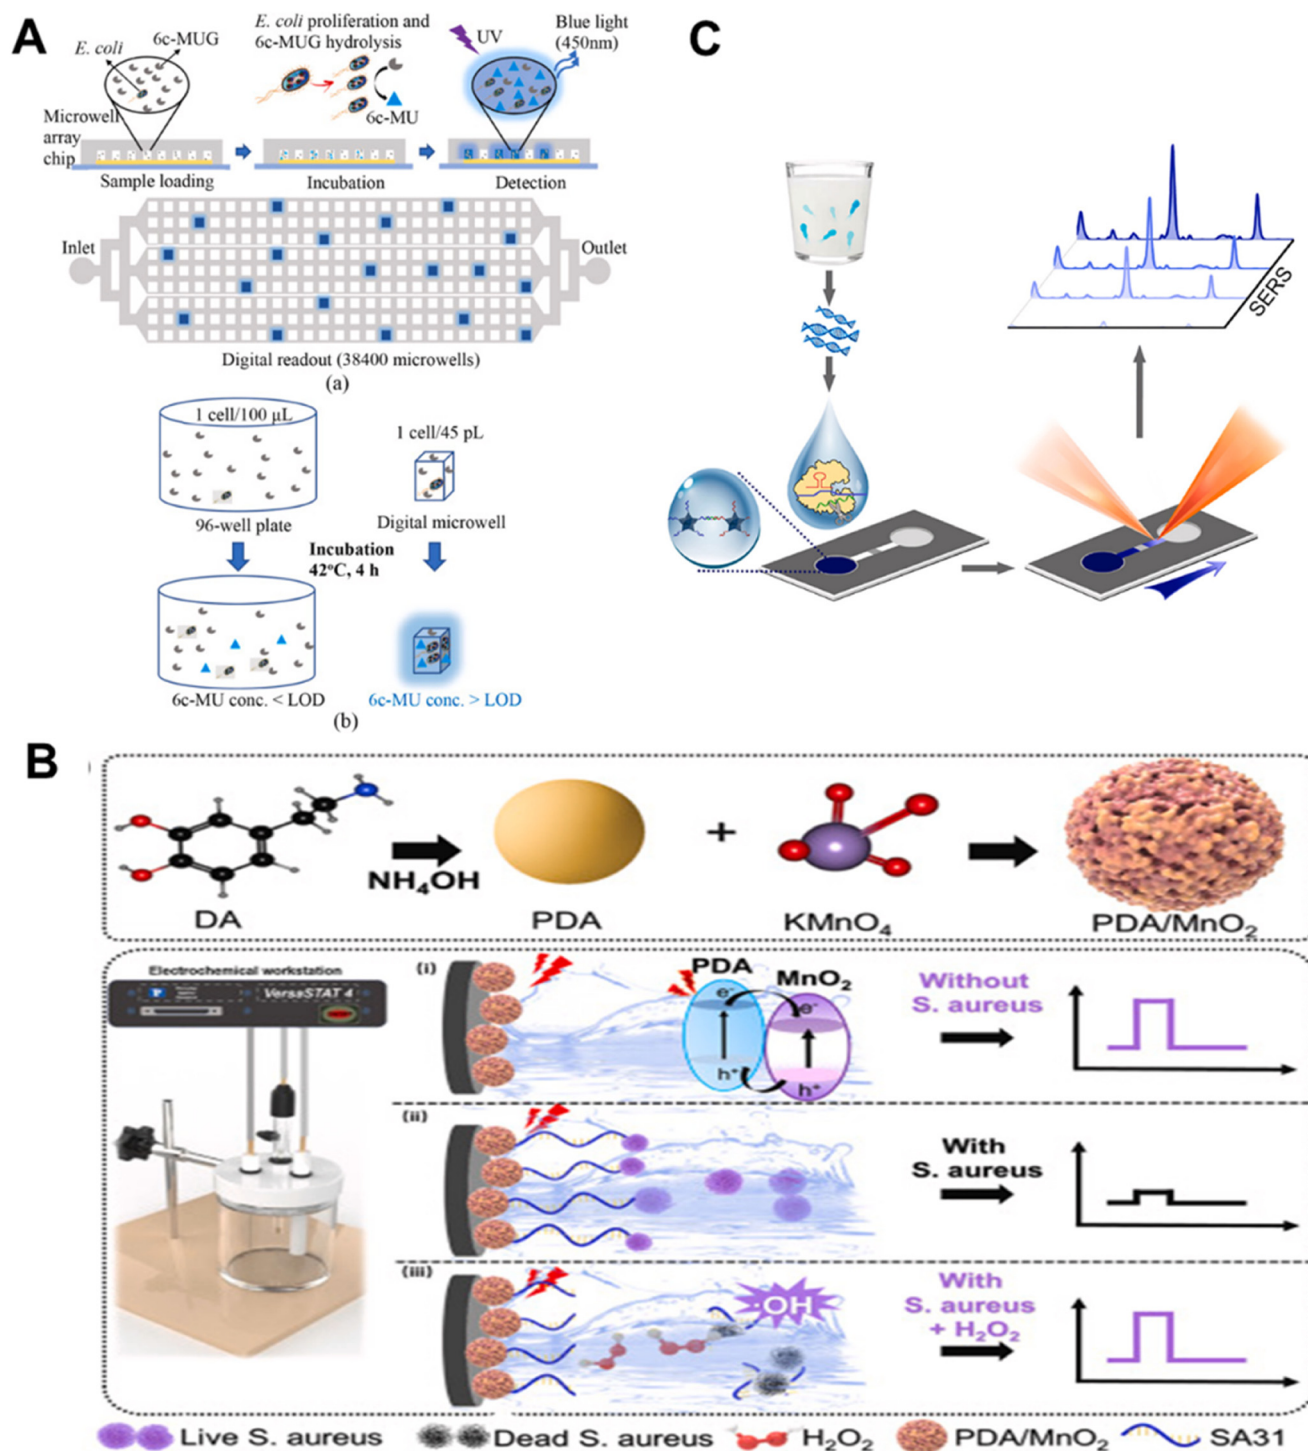 A
E. coli
6c-MUG
E. coli proliferation and
6c-MUG hydrolysis
6c-MU
UV
Blue light
(450nm)
Microwell
array
chip
Sample loading
Incubation
Detection
Inlet
Outlet
Digital readout (38400 microwells)
(a)
1 cell/100 µL
1 cell/45 pL
96-well plate
Digital microwell
Incubation
42°C, 4 h
6c-MU conc. < LOD
6c-MU conc. > LOD
(b)
C
SERS
B
DA
NH₄OH
PDA
+
KMnO₄
PDA/MnO₂
Electrochemical workstation
VersaSTAT 4
(i)
PDA
MnO₂
e⁻
e⁻
h⁺
h⁺
Without
S. aureus
(ii)
With
S. aureus
(iii)
·OH
With
S. aureus
+ H₂O₂
Live S. aureus
Dead S. aureus
H₂O₂
PDA/MnO₂
SA31